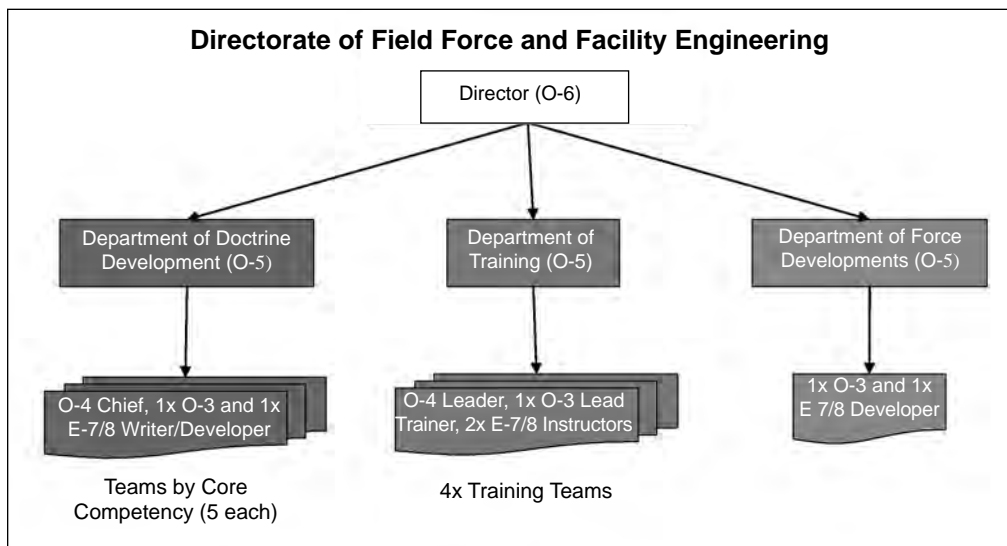 Directorate of Field Force and Facility Engineering
Director (O-6)
Department of Doctrine
Development (O-5)
Department of
Training (O-5)
Department of Force
Developments (O-5)
O-4 Chief, 1x O-3 and 1x
E-7/8 Writer/Developer
O-4 Leader, 1x O-3 Lead
Trainer, 2x E-7/8 Instructors
1x O-3 and 1x
E 7/8 Developer
Teams by Core
Competency (5 each)
4x Training Teams